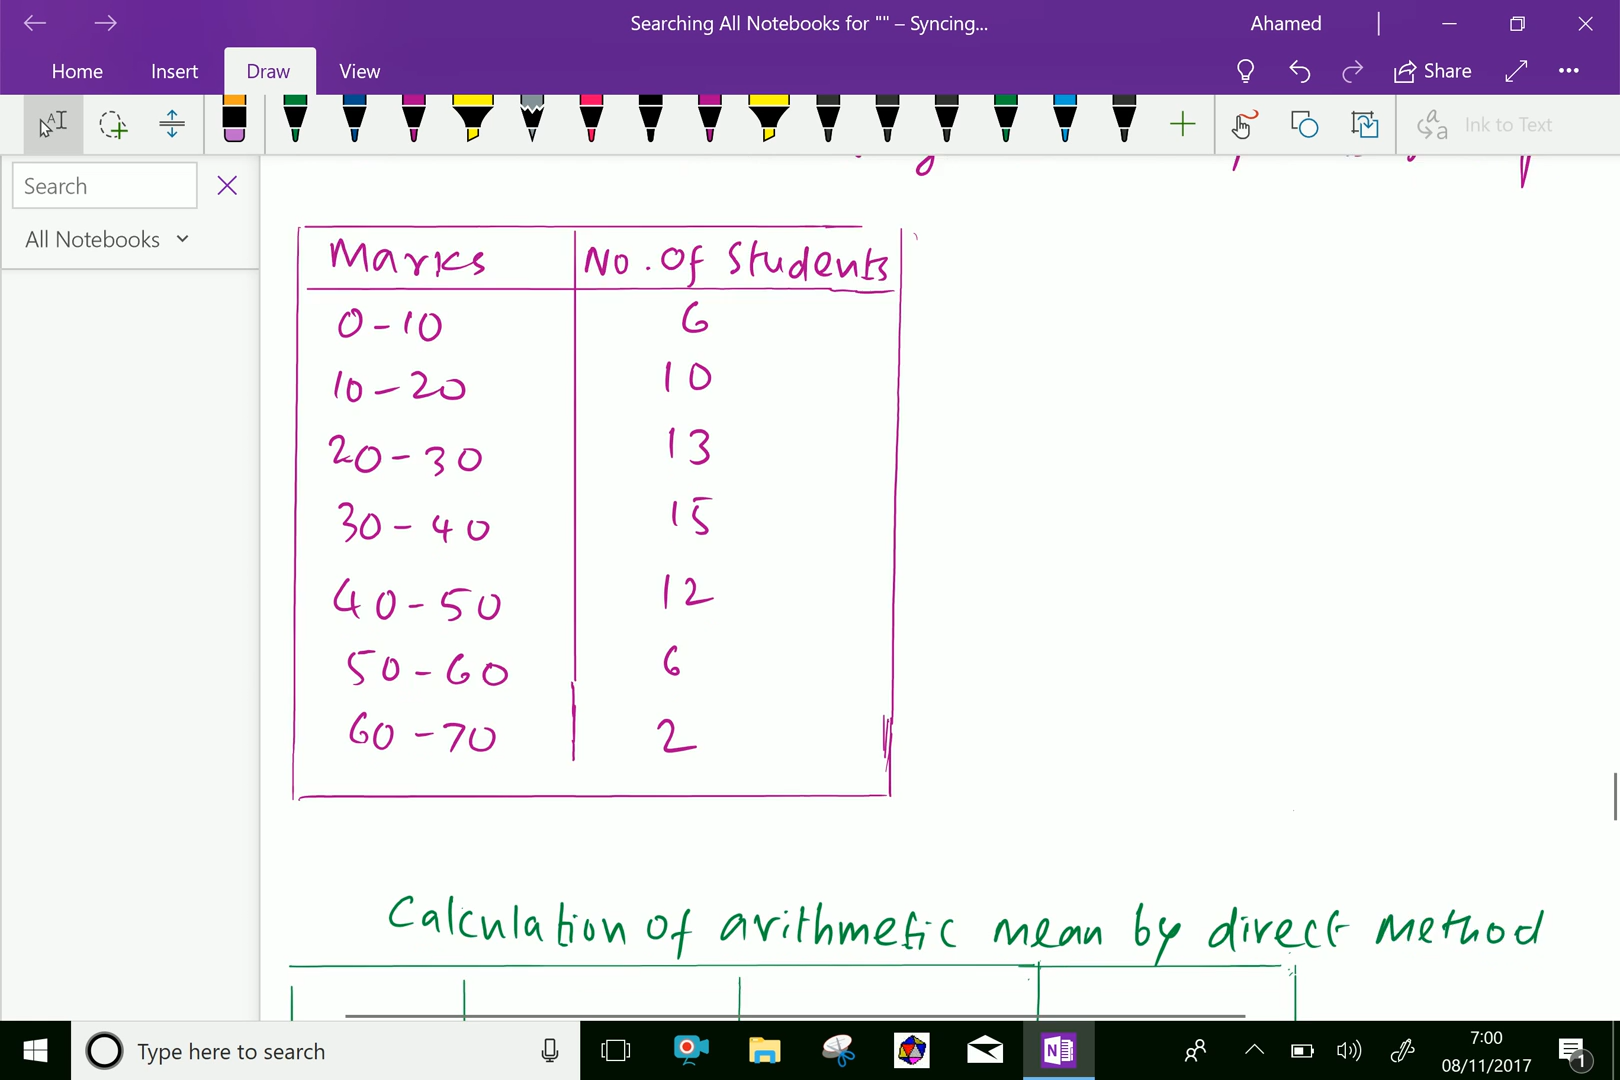 Searching All Notebooks for "" – Syncing...
Ahamed
Home Insert Draw View
Share
Ink to Text
Search
All Notebooks
Marks No. of Students
0-10 6
10-20 10
20-30 13
30-40 15
40-50 12
50-60 6
60-70 2
Calculation of arithmetic mean by direct method
Type here to search
7:00
08/11/2017
1